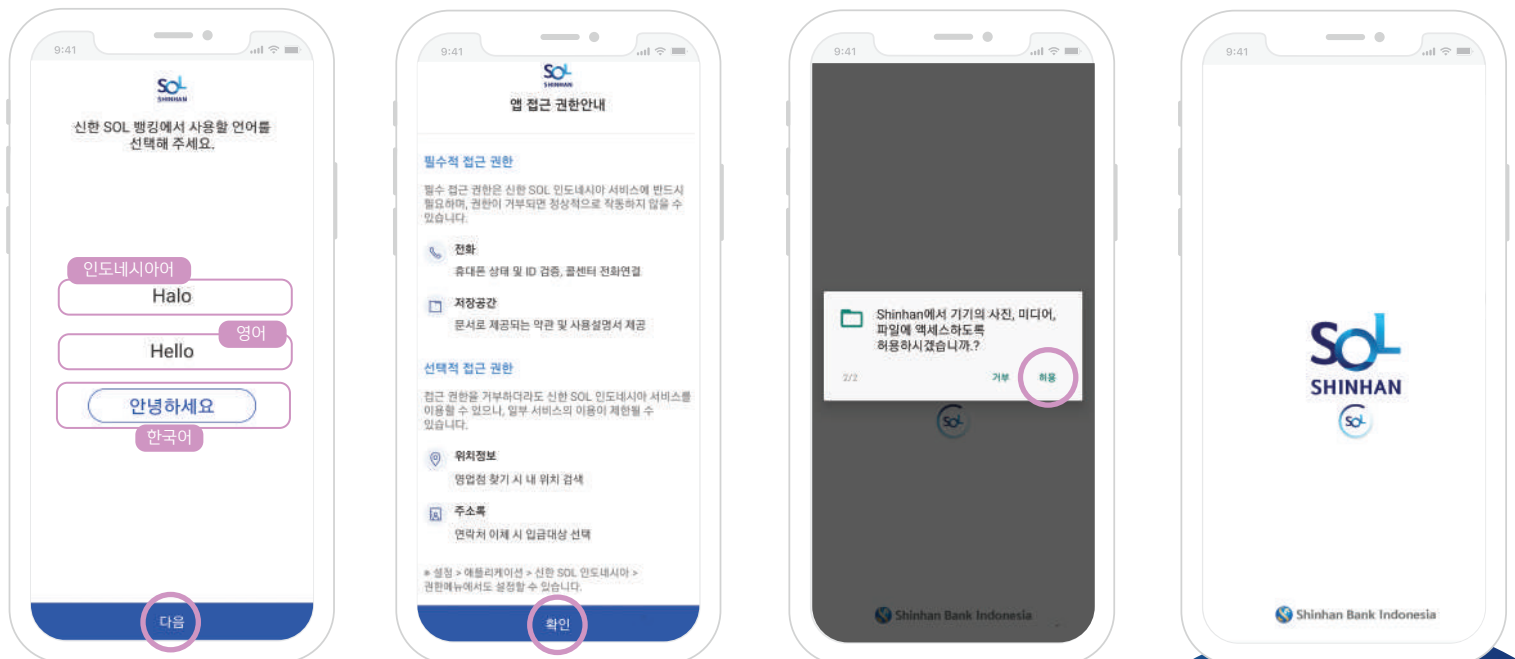 9:41
SOL
SHINHAN
신한 SOL 뱅킹에서 사용할 언어를
선택해 주세요.
인도네시아어
Halo
영어
Hello
안녕하세요
한국어
다음
9:41
SOL
SHINHAN
앱 접근 권한안내
필수적 접근 권한
필수 접근 권한은 신한 SOL 인도네시아 서비스에 반드시
필요하며, 권한이 거부되면 정상적으로 작동하지 않을 수
있습니다.
전화
휴대폰 상태 및 ID 검증, 콜센터 전화연결
저장공간
문서로 제공되는 약관 및 사용설명서 제공
선택적 접근 권한
접근 권한을 거부하더라도 신한 SOL 인도네시아 서비스를
이용할 수 있으나, 일부 서비스의 이용이 제한될 수
있습니다.
위치정보
영업점 찾기 시 내 위치 검색
주소록
연락처 이체 시 입금대상 선택
※ 설정 > 애플리케이션 > 신한 SOL 인도네시아 >
권한메뉴에서도 설정할 수 있습니다.
확인
9:41
Shinhan에서 기기의 사진, 미디어,
파일에 액세스하도록
허용하시겠습니까.?
2/2 거부 허용
SOL
Shinhan Bank Indonesia
9:41
SOL
SHINHAN
SOL
Shinhan Bank Indonesia